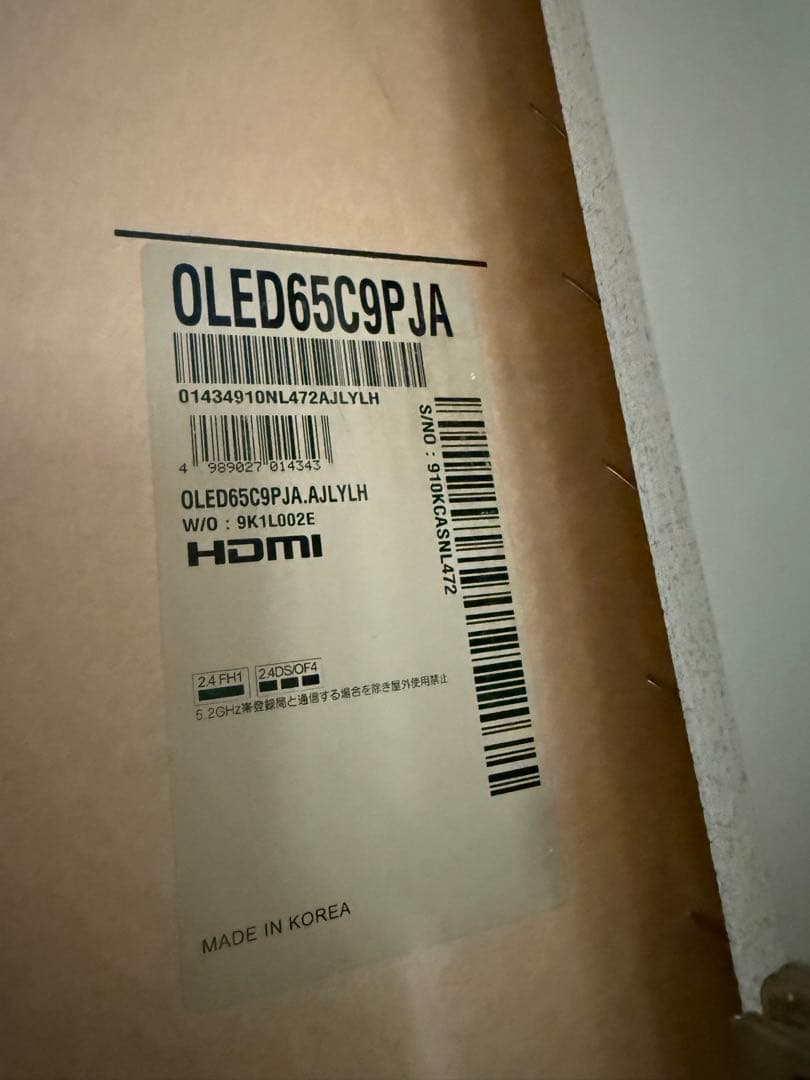 OLED65C9PJA
01434910NL472AJLYLH
4 989027 014343
OLED65C9PJA.AJLYLH
W/O : 9K1L002E
HDMI
S/NO : 910KCASNL472
2.4 FH1 2.4DS/OF4
5.2GHz帯登録局と通信する場合を除き屋外使用禁止
MADE IN KOREA